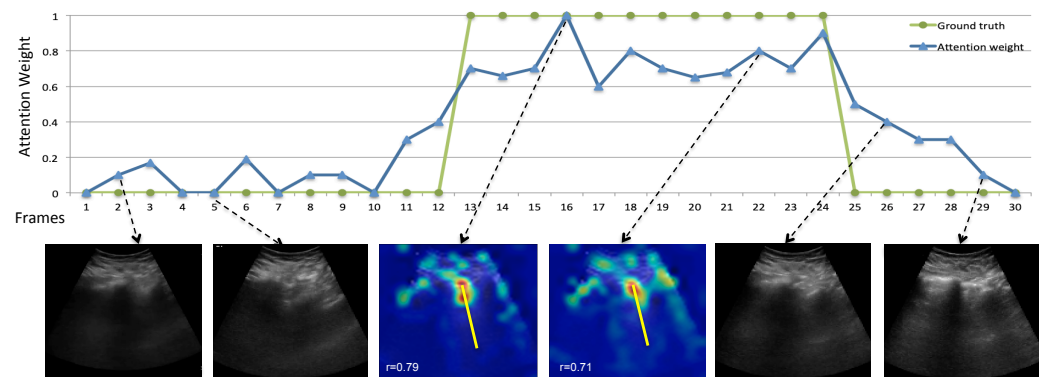 Attention Weight
1
0.8
0.6
0.4
0.2
0
Ground truth
Attention weight
1 2 3 4 5 6 7 8 9 10 11 12 13 14 15 16 17 18 19 20 21 22 23 24 25 26 27 28 29 30
Frames
r=0.79
r=0.71